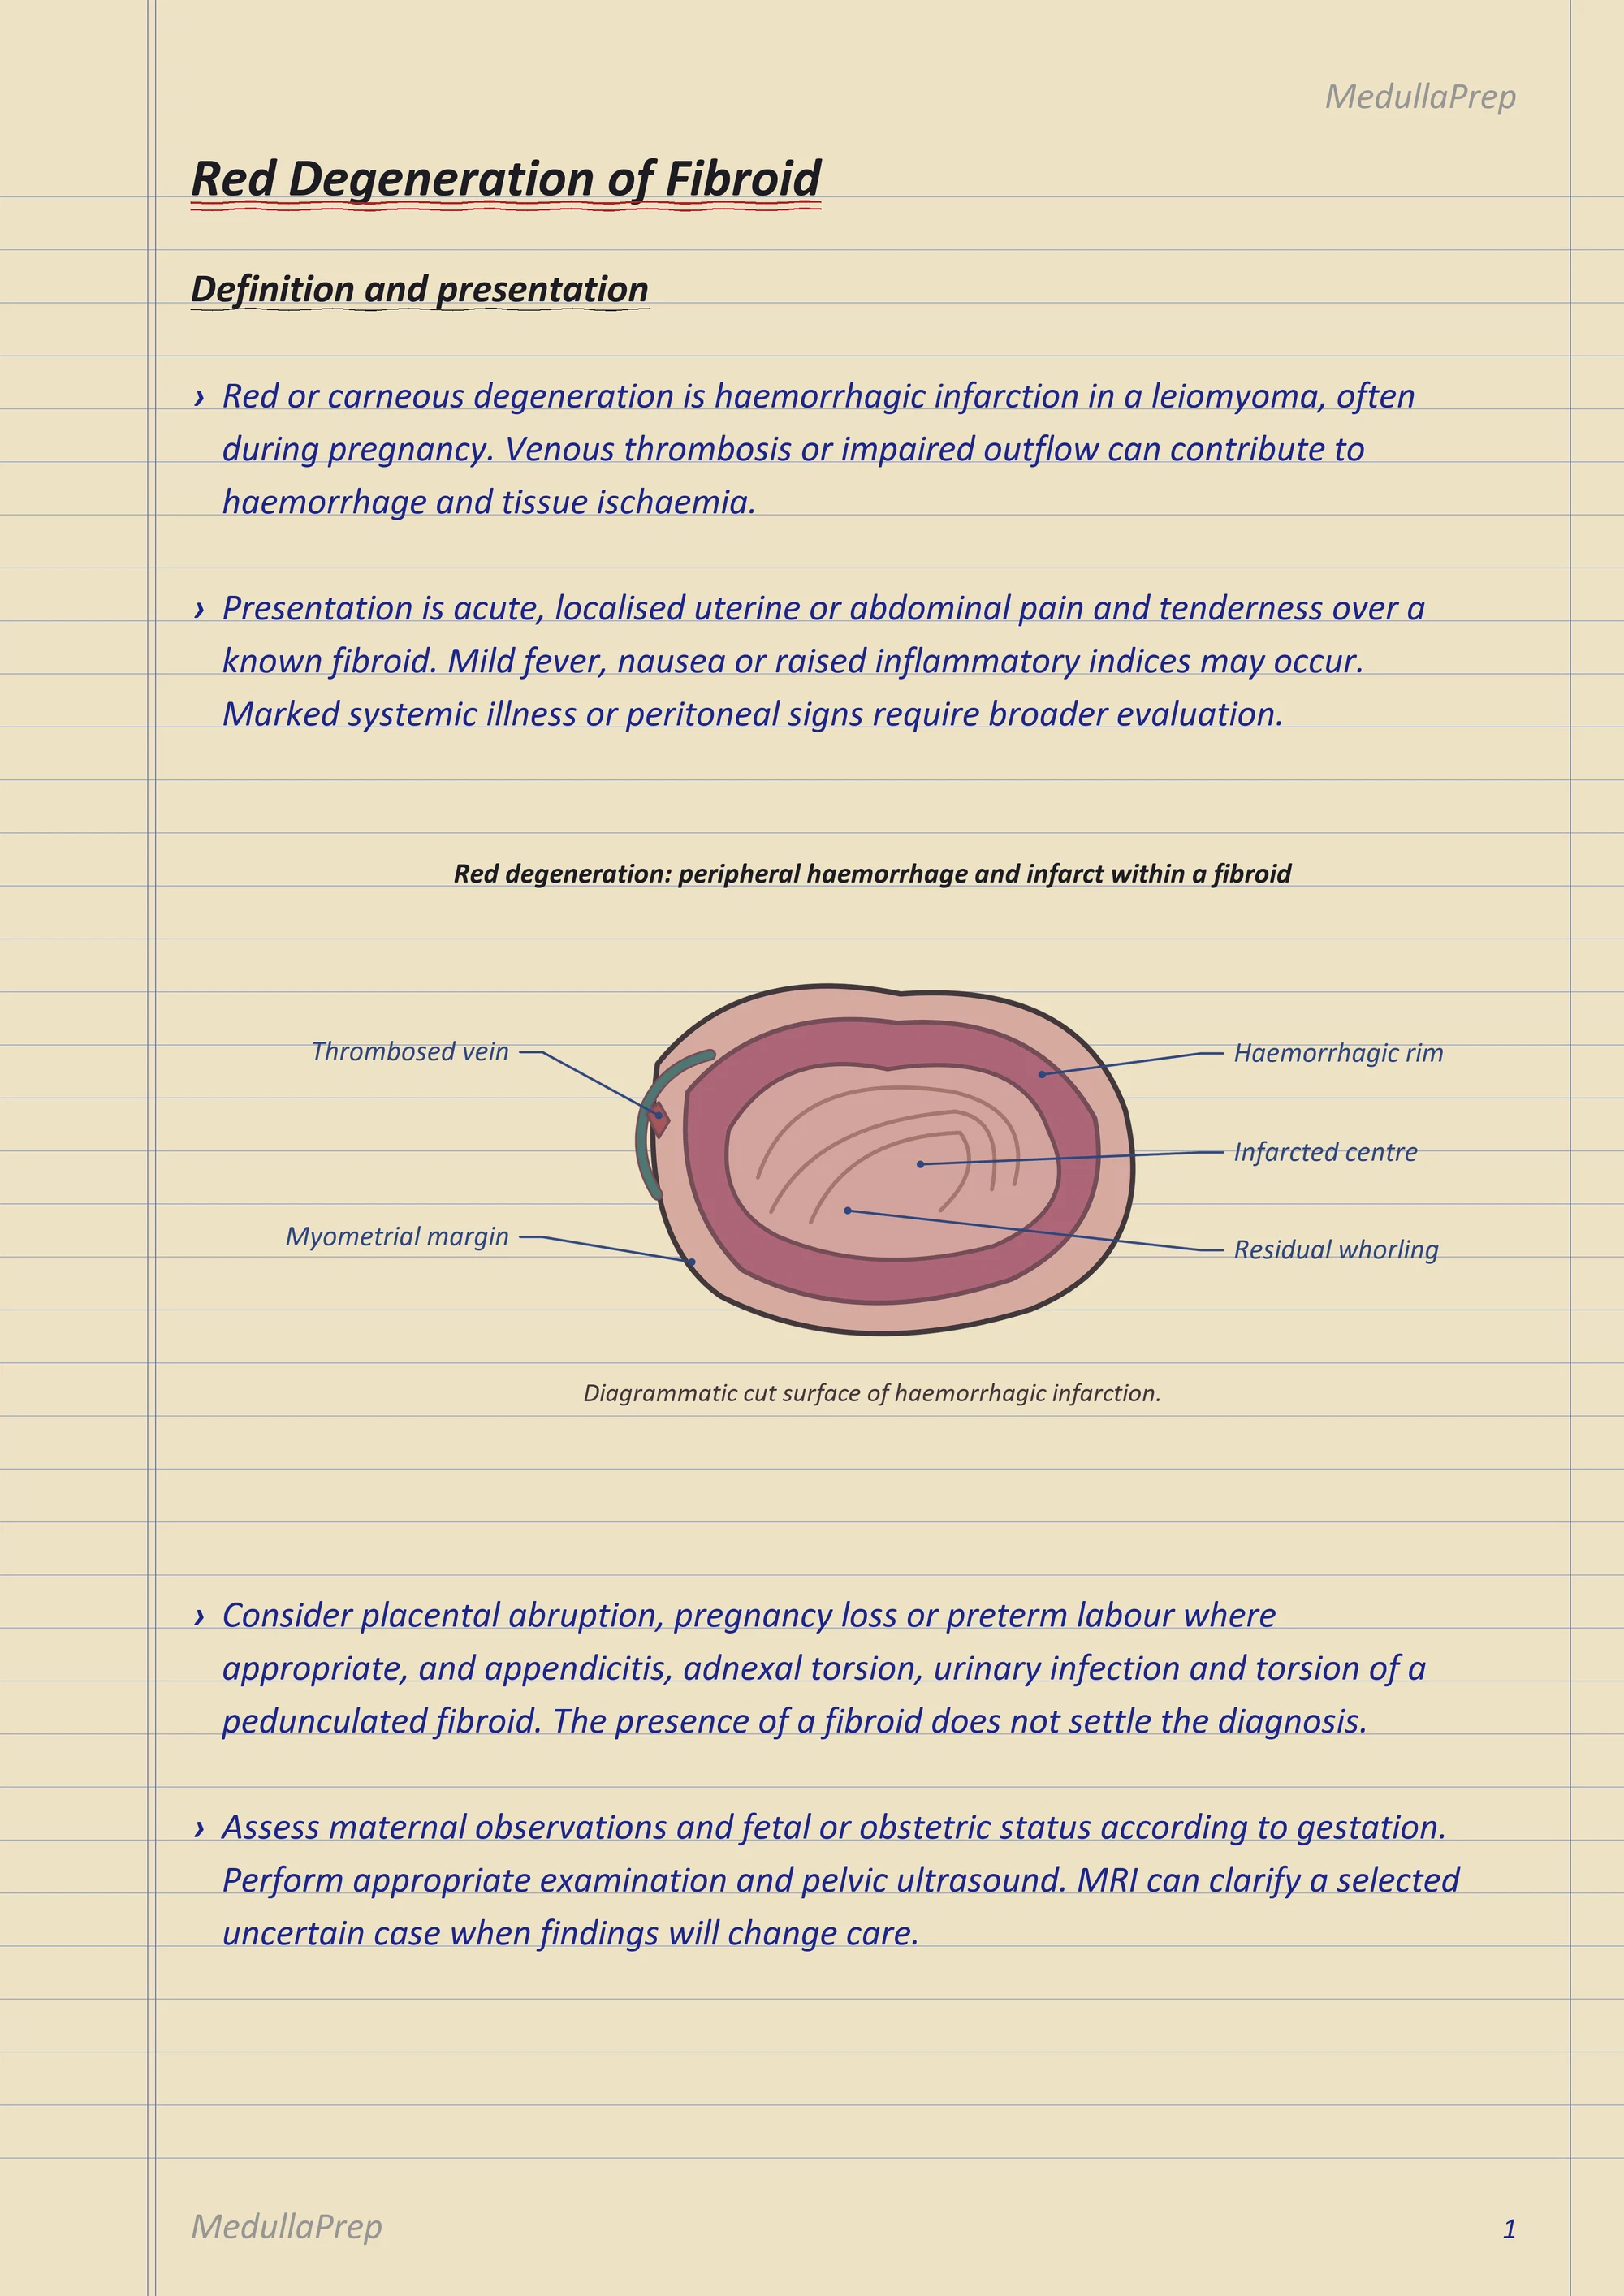 MedullaPrep
Red Degeneration of Fibroid
Definition and presentation
› Red or carneous degeneration is haemorrhagic infarction in a leiomyoma, often
during pregnancy. Venous thrombosis or impaired outflow can contribute to
haemorrhage and tissue ischaemia.
› Presentation is acute, localised uterine or abdominal pain and tenderness over a
known fibroid. Mild fever, nausea or raised inflammatory indices may occur.
Marked systemic illness or peritoneal signs require broader evaluation.
Red degeneration: peripheral haemorrhage and infarct within a fibroid
Thrombosed vein
Haemorrhagic rim
Infarcted centre
Myometrial margin
Residual whorling
Diagrammatic cut surface of haemorrhagic infarction.
› Consider placental abruption, pregnancy loss or preterm labour where
appropriate, and appendicitis, adnexal torsion, urinary infection and torsion of a
pedunculated fibroid. The presence of a fibroid does not settle the diagnosis.
› Assess maternal observations and fetal or obstetric status according to gestation.
Perform appropriate examination and pelvic ultrasound. MRI can clarify a selected
uncertain case when findings will change care.
MedullaPrep
1